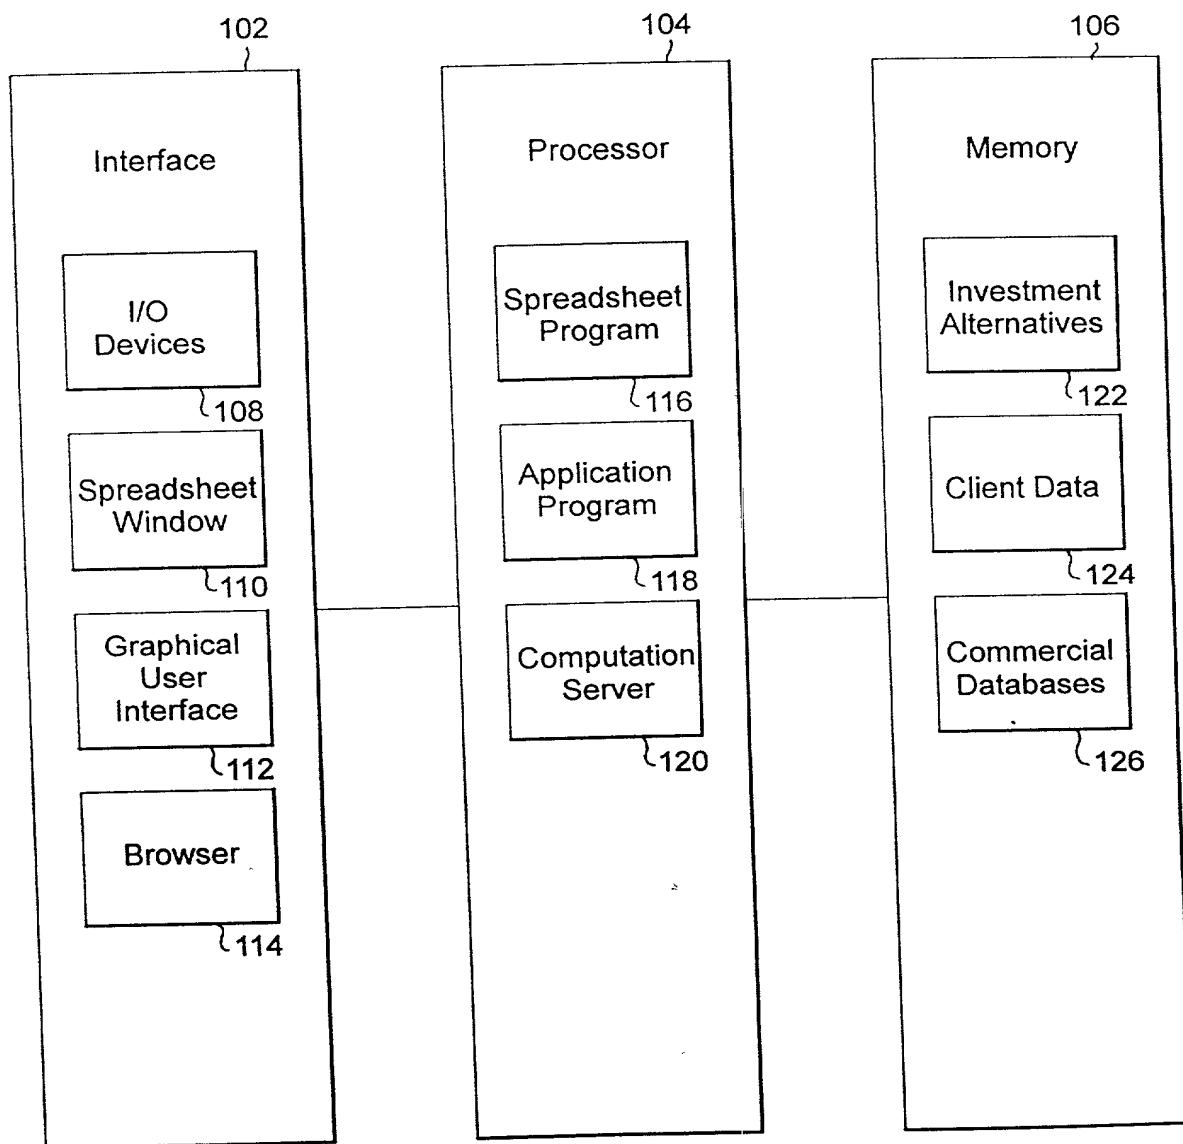 102
104
106
Interface
Processor
Memory
I/O
Devices
108
Spreadsheet
Window
110
Graphical
User
Interface
112
Browser
114
Spreadsheet
Program
116
Application
Program
118
Computation
Server
120
Investment
Alternatives
122
Client Data
124
Commercial
Databases
126